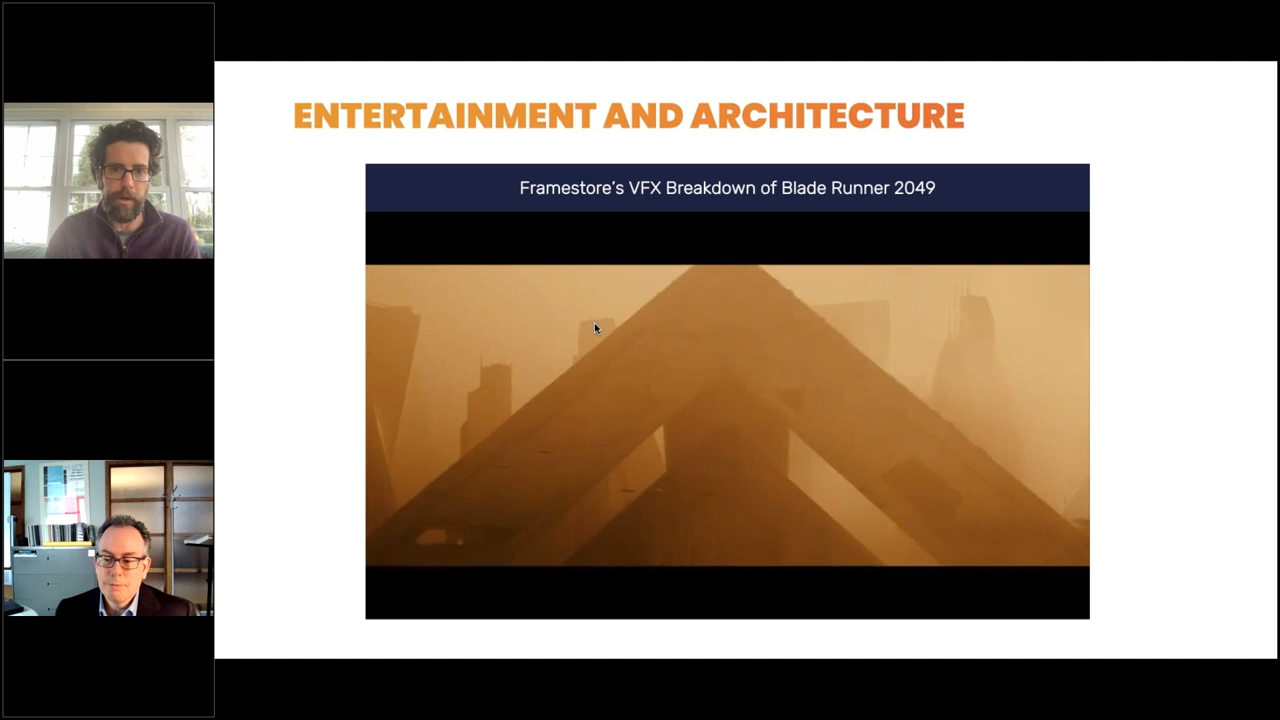 ENTERTAINMENT AND ARCHITECTURE
Framestore’s VFX Breakdown of Blade Runner 2049